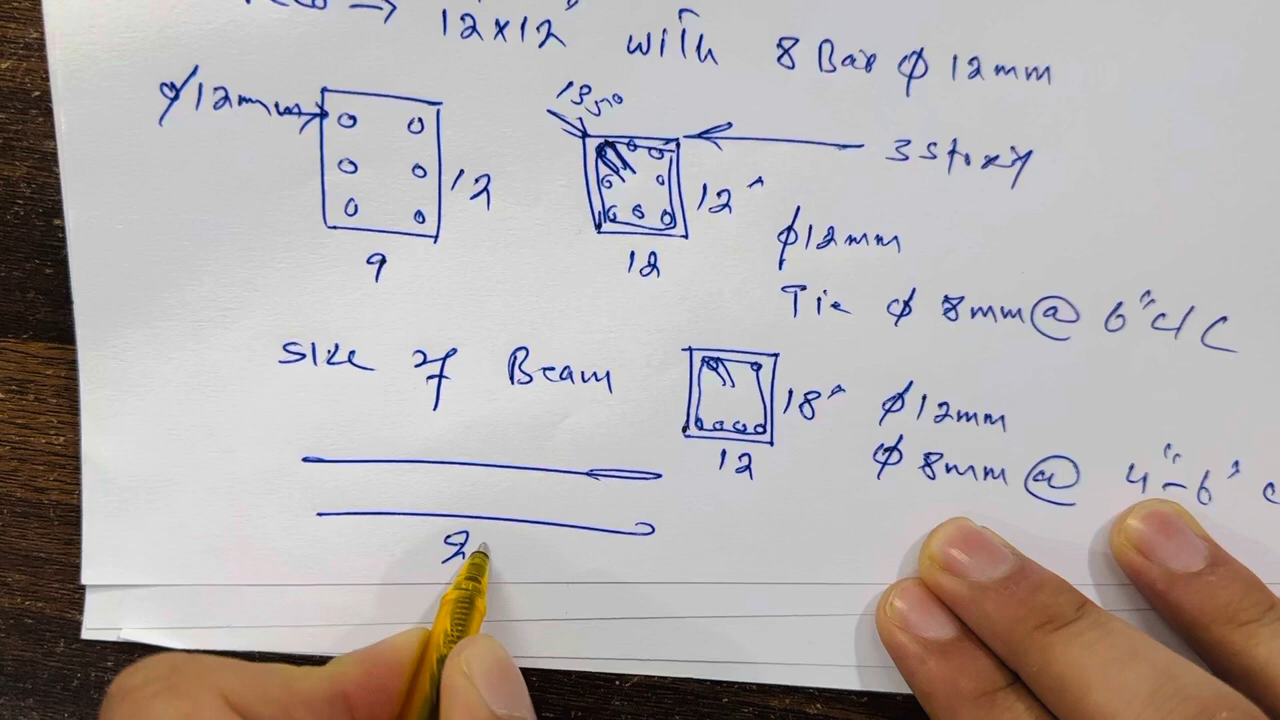 12x12" with 8 Bar ϕ 12mm
ϕ12mm
12
9
135°
3 Story
12"
12
ϕ12mm
Tie ϕ 8mm @ 6" c/c
Size of Beam
18"
12
ϕ12mm
ϕ 8mm @ 4"-6" c